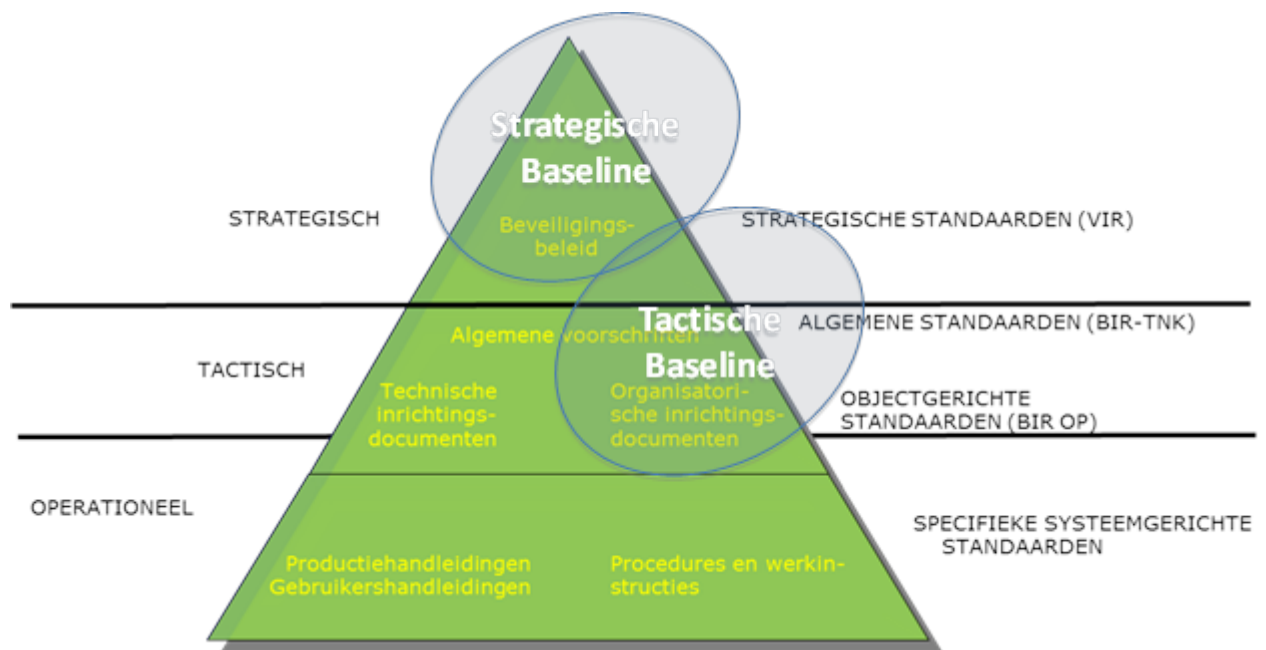 Strategische
Baseline
STRATEGISCH
Beveiligings-
beleid
STRATEGISCHE STANDAARDEN (VIR)
Tactische
Baseline
ALGEMENE STANDAARDEN (BIR-TNK)
Algemene voorschriften
TACTISCH
Technische
inrichtings-
documenten
Organisatori-
sche inrichtings-
documenten
OBJECTGERICHTE
STANDAARDEN (BIR OP)
OPERATIONEEL
SPECIFIEKE SYSTEEMGERICHTE
STANDAARDEN
Productiehandleidingen
Gebruikershandleidingen
Procedures en werkin-
structies